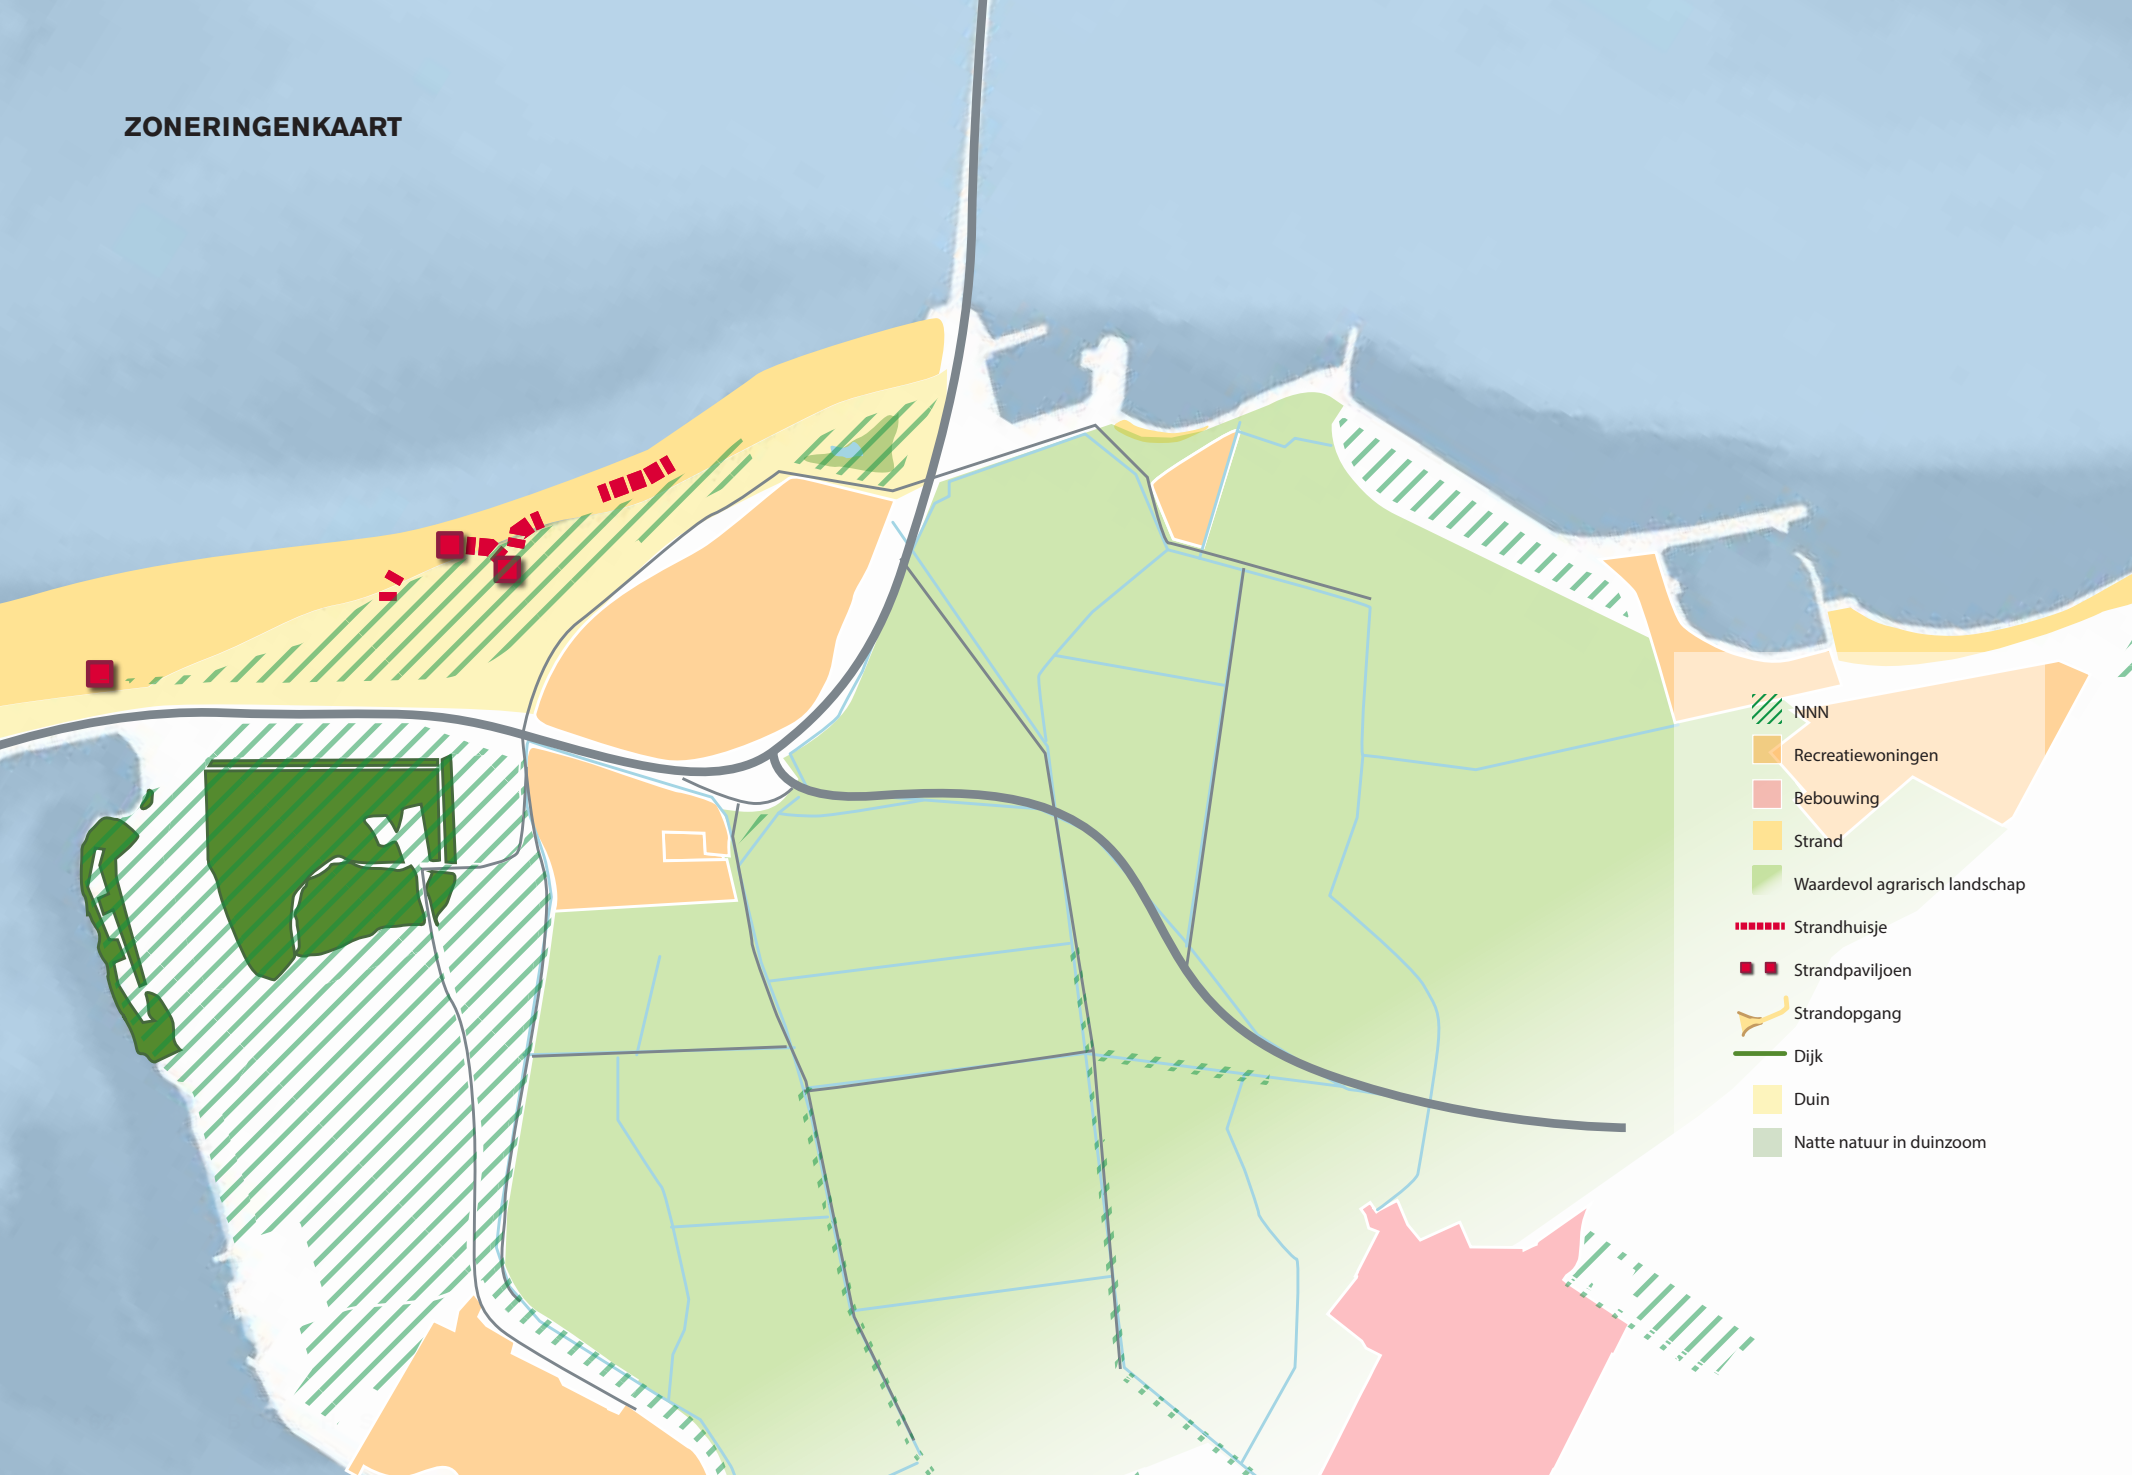 ZONERINGENKAART
NNN
Recreatiewoningen
Bebouwing
Strand
Waardevol agrarisch landschap
Strandhuisje
Strandpaviljoen
Strandopgang
Dijk
Duin
Natte natuur in duinzoom